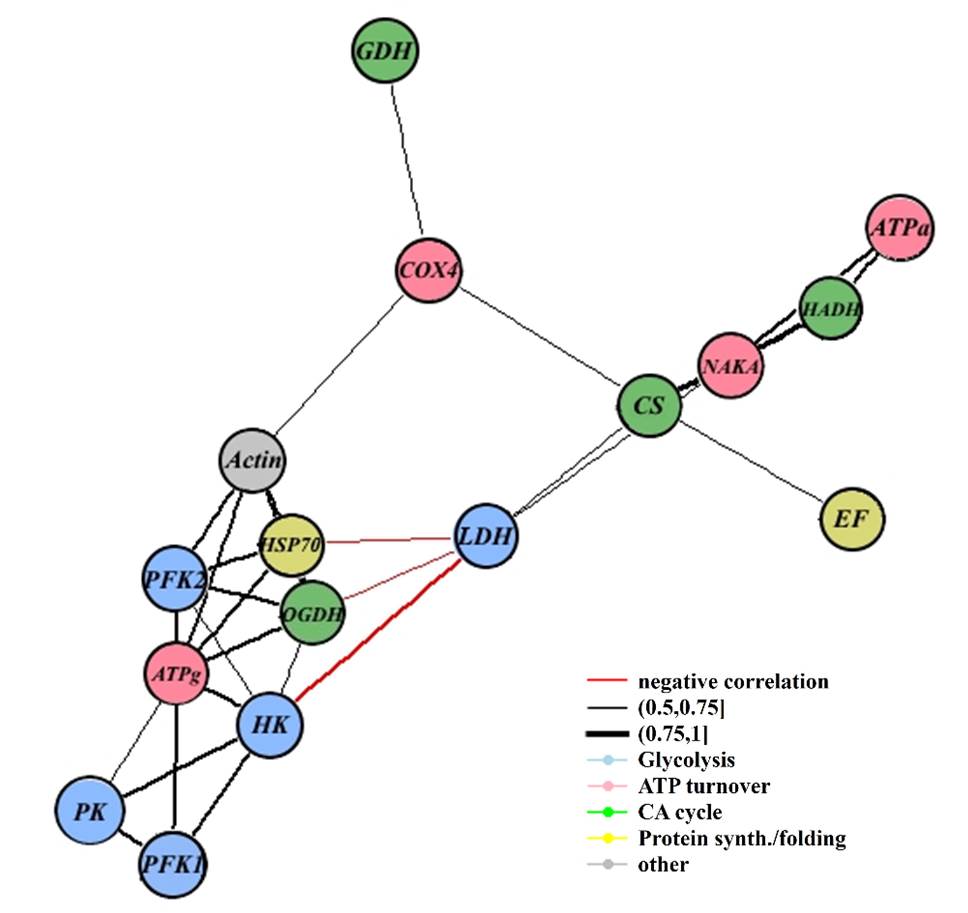 GDH
COX4
ATPa
HADH
NAKA
CS
Actin
EF
LDH
HSP70
PFK2
OGDH
ATPg
HK
PK
PFK1
negative correlation
(0.5,0.75]
(0.75,1]
Glycolysis
ATP turnover
CA cycle
Protein synth./folding
other